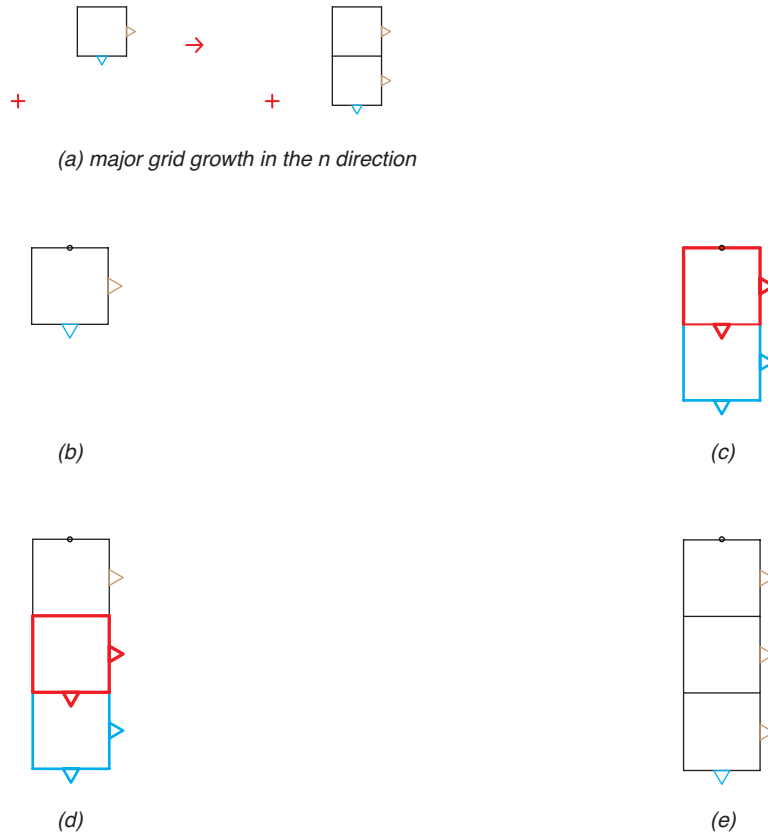 (a) major grid growth in the n direction
(b)
(c)
(d)
(e)